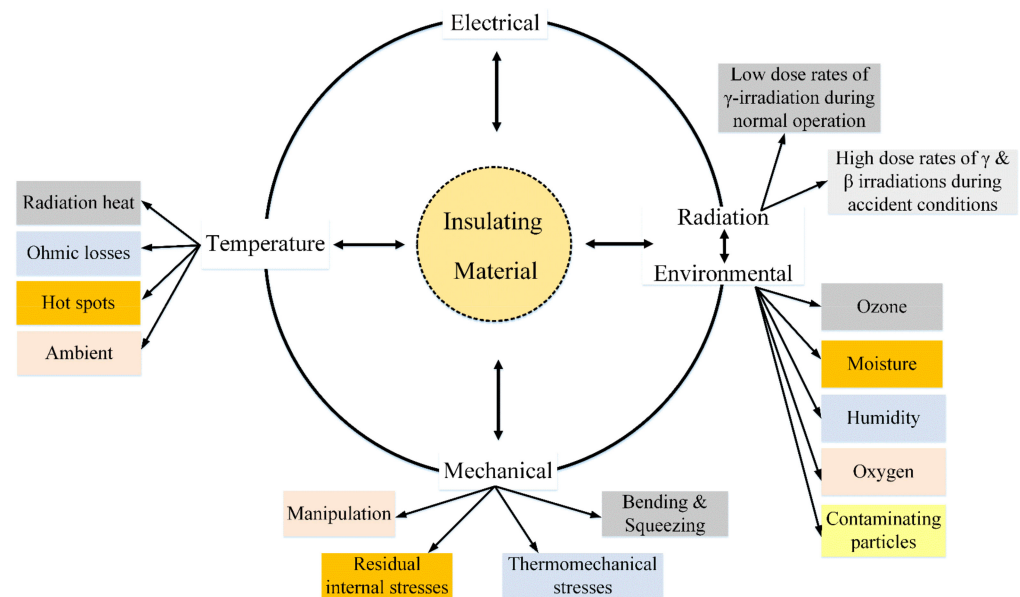 Electrical
Low dose rates of
γ-irradiation during
normal operation
High dose rates of γ &
β irradiations during
accident conditions
Radiation heat
Ohmic losses
Hot spots
Ambient
Temperature
Insulating
Material
Radiation
Environmental
Ozone
Moisture
Humidity
Oxygen
Contaminating
particles
Mechanical
Manipulation
Residual
internal stresses
Thermomechanical
stresses
Bending &
Squeezing